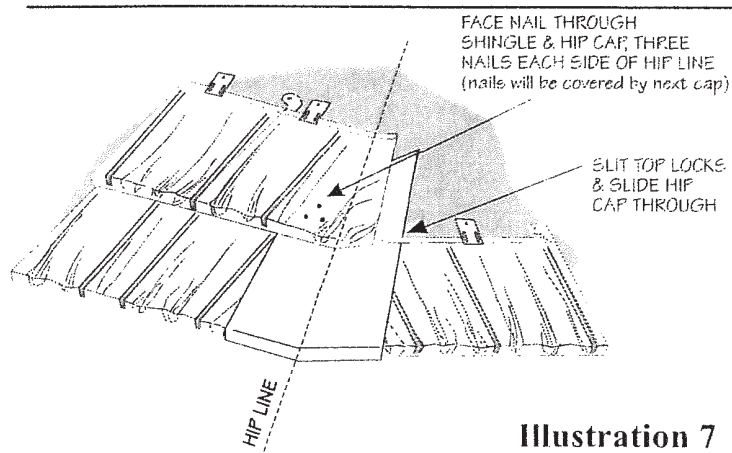 FACE NAIL THROUGH
SHINGLE & HIP CAP, THREE
NAILS EACH SIDE OF HIP LINE
(nails will be covered by next cap)
SLIT TOP LOCKS
& SLIDE HIP
CAP THROUGH
HIP LINE
Illustration 7